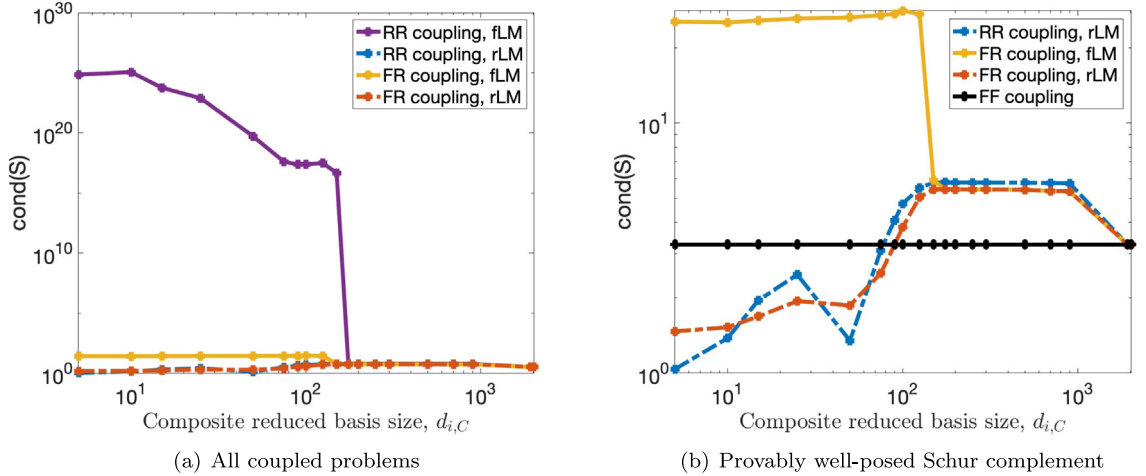 10^30
10^20
10^10
10^0
cond(S)
RR coupling, fLM
RR coupling, rLM
FR coupling, fLM
FR coupling, rLM
10^1
10^2
10^3
Composite reduced basis size, d_{i,C}
(a) All coupled problems
10^1
10^0
cond(S)
RR coupling, rLM
FR coupling, fLM
FR coupling, rLM
FF coupling
10^1
10^2
10^3
Composite reduced basis size, d_{i,C}
(b) Provably well-posed Schur complement